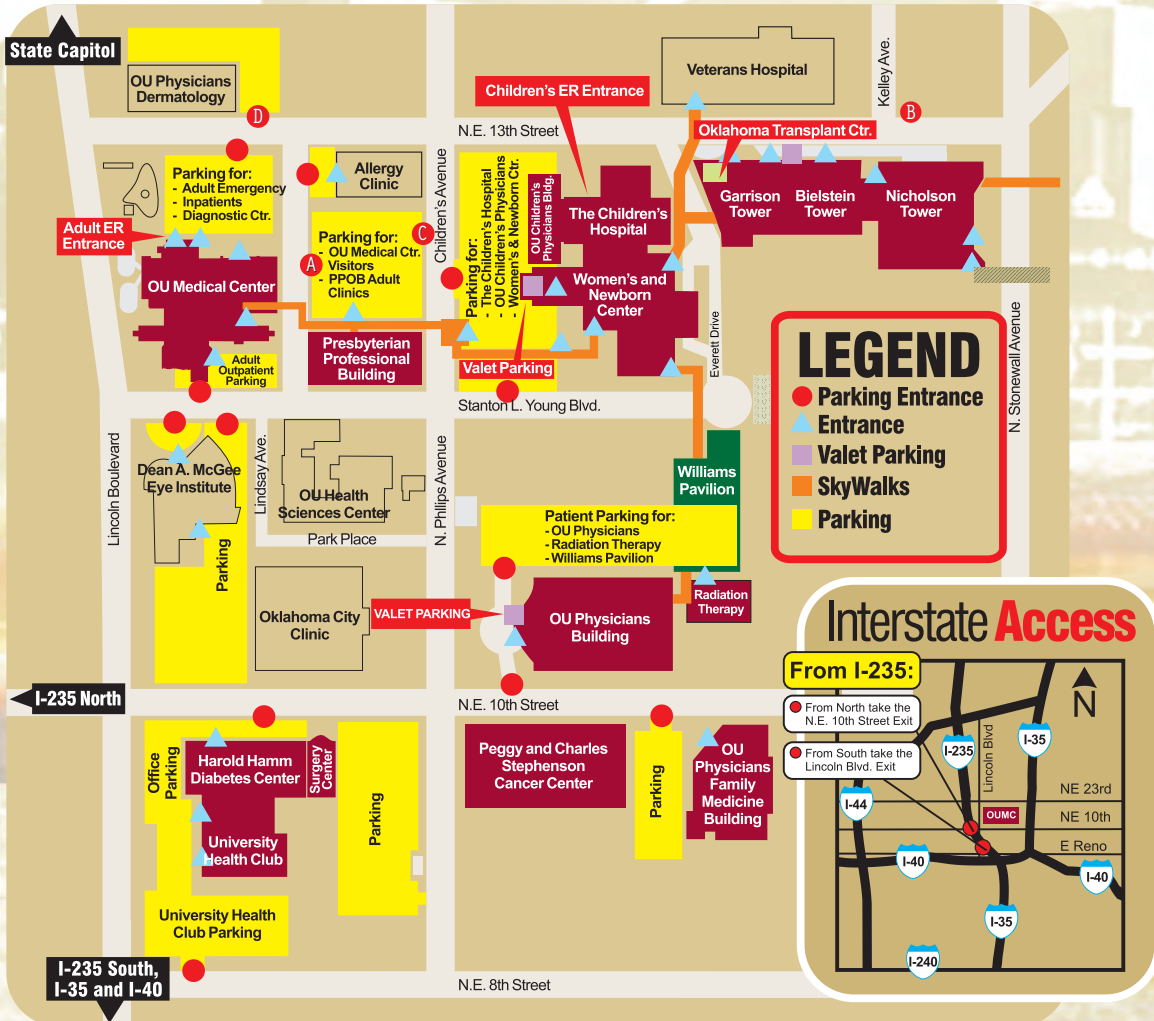 State Capitol
OU Physicians
Dermatology
D
Children's ER Entrance
Veterans Hospital
Kelley Ave.
B
N.E. 13th Street
Oklahoma Transplant Ctr.
Parking for:
- Adult Emergency
- Inpatients
- Diagnostic Ctr.
Allergy
Clinic
Children's Avenue
Parking for:
- The Children's Hospital
- OU Children's Physicians
- Women's & Newborn Ctr.
OU Children's
Physicians Bldg.
The Children's
Hospital
Garrison
Tower
Bielstein
Tower
Nicholson
Tower
Adult ER
Entrance
Parking for:
- OU Medical Ctr.
Visitors
- PPOB Adult
Clinics
A
C
OU Medical Center
Women's and
Newborn
Center
Everett Drive
N. Stonewall Avenue
Presbyterian
Professional
Building
Adult
Outpatient
Parking
Valet Parking
Stanton L. Young Blvd.
LEGEND
Parking Entrance
Entrance
Valet Parking
SkyWalks
Parking
Lincoln Boulevard
Dean A. McGee
Eye Institute
Lindsay Ave.
OU Health
Sciences Center
Park Place
N. Philips Avenue
Williams
Pavilion
Patient Parking for:
- OU Physicians
- Radiation Therapy
- Williams Pavilion
Parking
Oklahoma City
Clinic
VALET PARKING
OU Physicians
Building
Radiation
Therapy
I-235 North
N.E. 10th Street
Office
Parking
Harold Hamm
Diabetes Center
Surgery
Center
University
Health Club
Parking
Peggy and Charles
Stephenson
Cancer Center
Parking
OU
Physicians
Family
Medicine
Building
University Health
Club Parking
I-235 South,
I-35 and I-40
N.E. 8th Street
Interstate Access
From I-235:
From North take the
N.E. 10th Street Exit
From South take the
Lincoln Blvd. Exit
N
I-235
Lincoln Blvd
I-35
I-44
NE 23rd
OUMC
NE 10th
E Reno
I-40
I-40
I-35
I-240